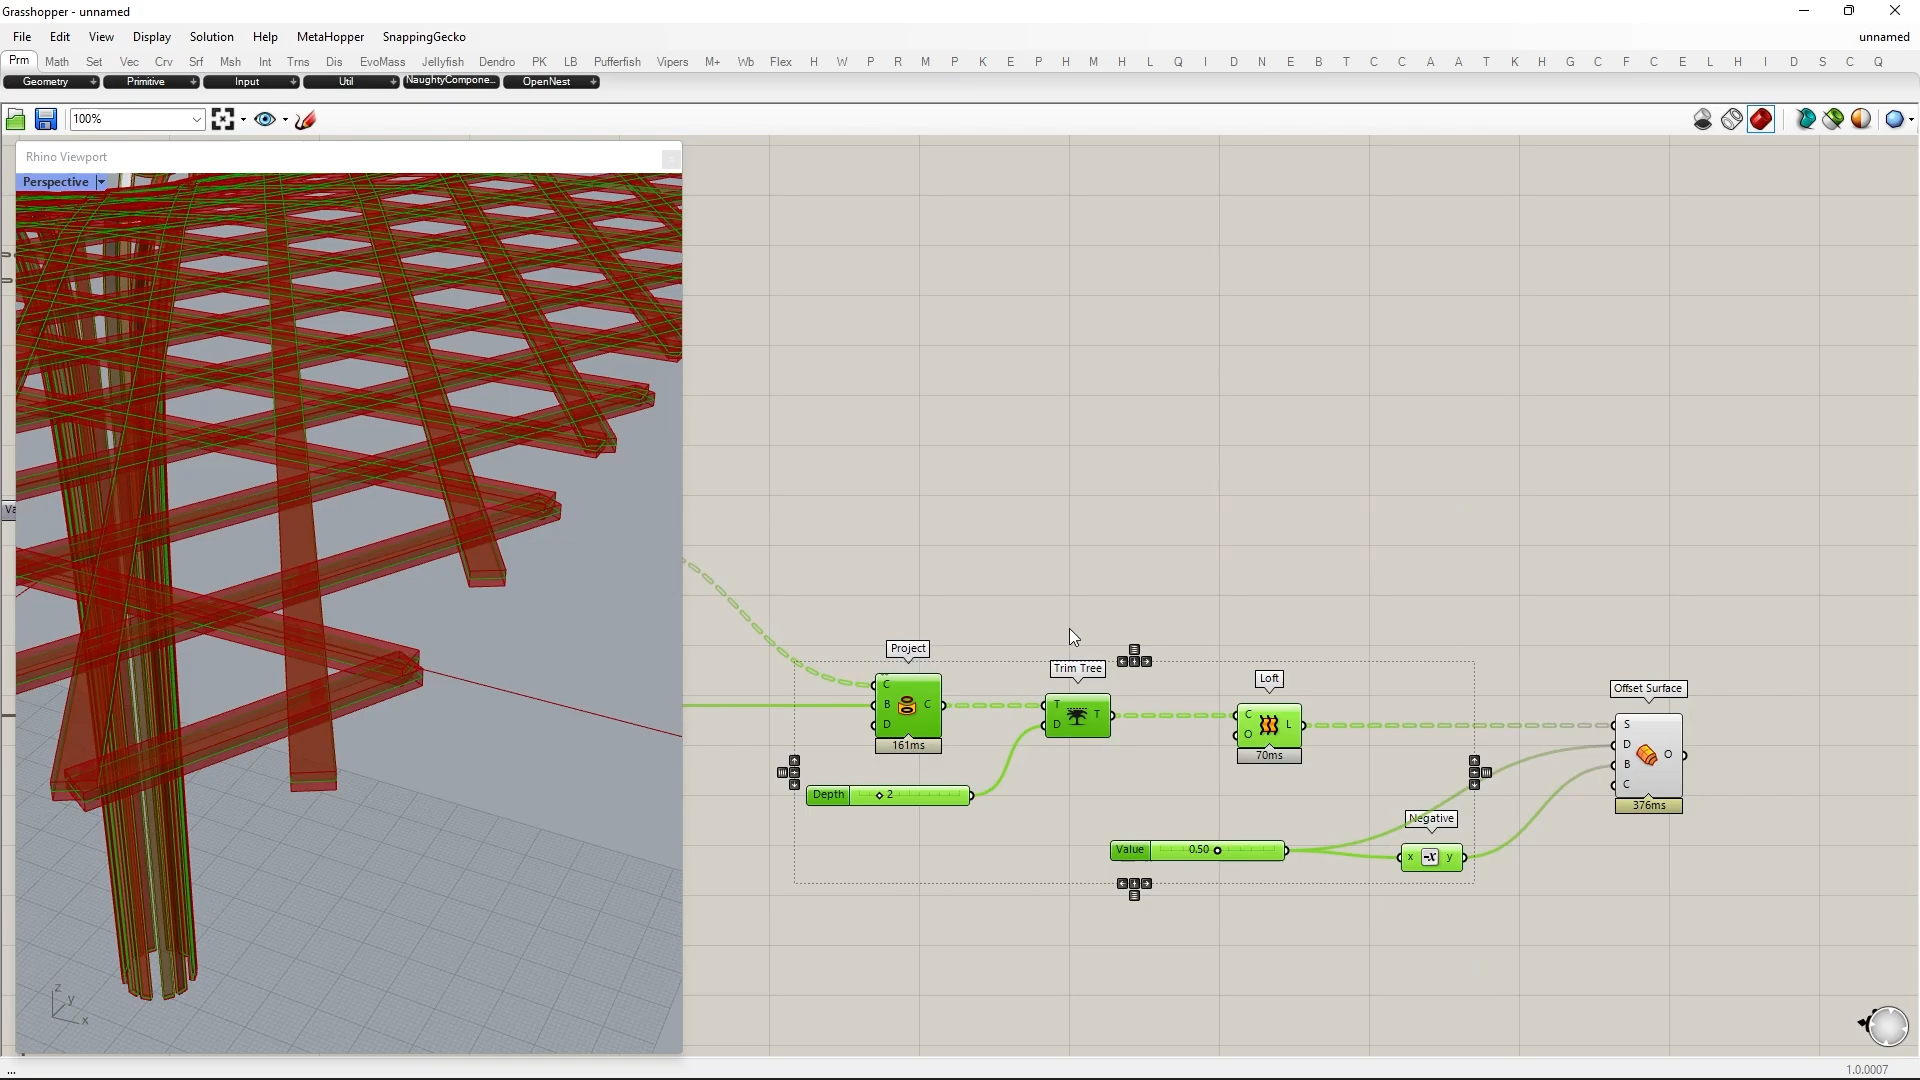 Grasshopper - unnamed
File Edit View Display Solution Help MetaHopper SnappingGecko unnamed
Prm Math Set Vec Crv Srf Msh Int Trns Dis EvoMass Jellyfish Dendro PK LB Pufferfish Vipers M+ Wb Flex H W P R M P K E P H M H L Q I D N E B T C C A A T K H G C F C E L H I D S C Q
Geometry Primitive Input Util NaughtyCompone... OpenNest
100%
Rhino Viewport
Perspective
Va
Project
C
B C
D
161ms
Trim Tree
T T
D
Loft
C L
O
70ms
Offset Surface
S
D O
B
C
376ms
Depth 2
Value 0.50
Negative
x -x y
z
y
x
...
1.0.0007